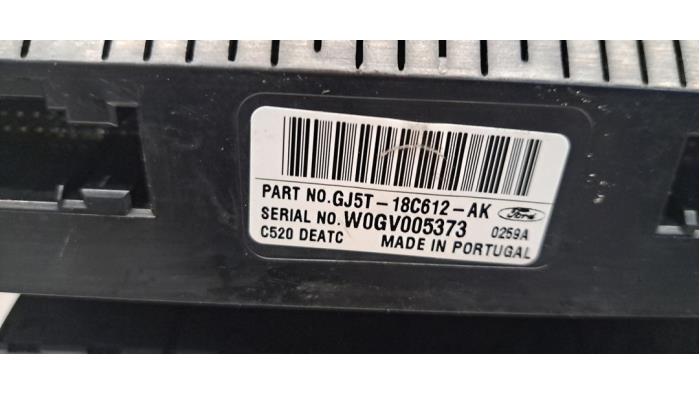 PART NO.GJ5T-18C612-AK Ford
SERIAL NO.W0GV005373 0259A
C520 DEATC MADE IN PORTUGAL